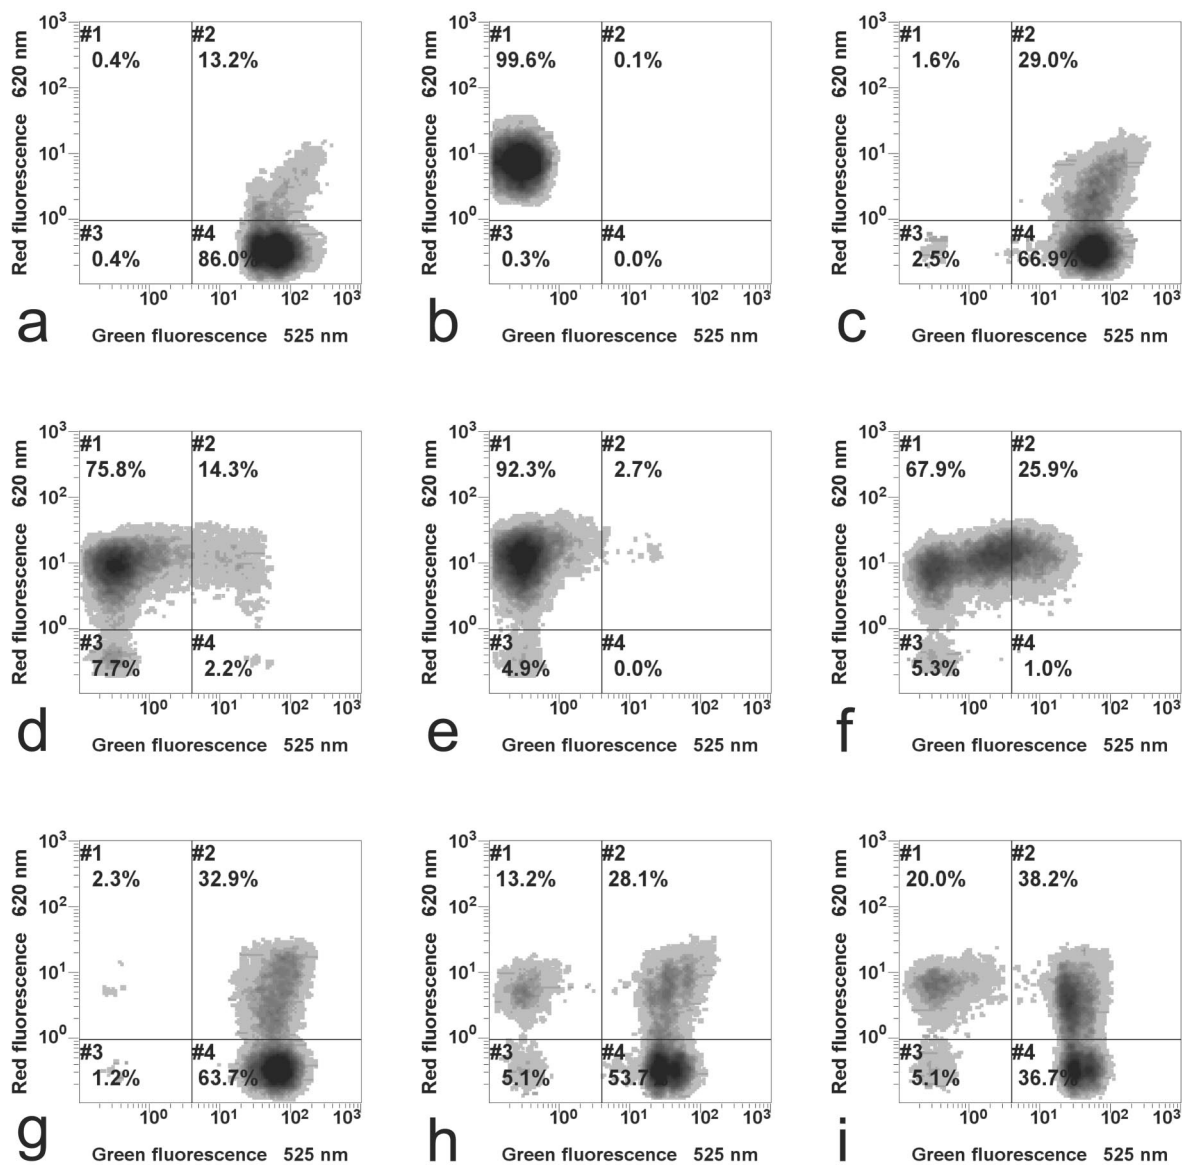 10³ #1 #2 10³ #1 #2 10³ #1 #2
0.4% 13.2% 99.6% 0.1% 1.6% 29.0%
10² 10² 10²
Red fluorescence 620 nm Red fluorescence 620 nm Red fluorescence 620 nm
10¹ 10¹ 10¹
10⁰ 10⁰ 10⁰
#3 #4 #3 #4 #3 #4
0.4% 86.0% 0.3% 0.0% 2.5% 66.9%
10⁰ 10¹ 10² 10³ 10⁰ 10¹ 10² 10³ 10⁰ 10¹ 10² 10³
a b c
Green fluorescence 525 nm Green fluorescence 525 nm Green fluorescence 525 nm
10³ #1 #2 10³ #1 #2 10³ #1 #2
75.8% 14.3% 92.3% 2.7% 67.9% 25.9%
10² 10² 10²
Red fluorescence 620 nm Red fluorescence 620 nm Red fluorescence 620 nm
10¹ 10¹ 10¹
10⁰ 10⁰ 10⁰
#3 #4 #3 #4 #3 #4
7.7% 2.2% 4.9% 0.0% 5.3% 1.0%
10⁰ 10¹ 10² 10³ 10⁰ 10¹ 10² 10³ 10⁰ 10¹ 10² 10³
d e f
Green fluorescence 525 nm Green fluorescence 525 nm Green fluorescence 525 nm
10³ #1 #2 10³ #1 #2 10³ #1 #2
2.3% 32.9% 13.2% 28.1% 20.0% 38.2%
10² 10² 10²
Red fluorescence 620 nm Red fluorescence 620 nm Red fluorescence 620 nm
10¹ 10¹ 10¹
10⁰ 10⁰ 10⁰
#3 #4 #3 #4 #3 #4
1.2% 63.7% 5.1% 53.7 5.1% 36.7%
10⁰ 10¹ 10² 10³ 10⁰ 10¹ 10² 10³ 10⁰ 10¹ 10² 10³
g h i
Green fluorescence 525 nm Green fluorescence 525 nm Green fluorescence 525 nm